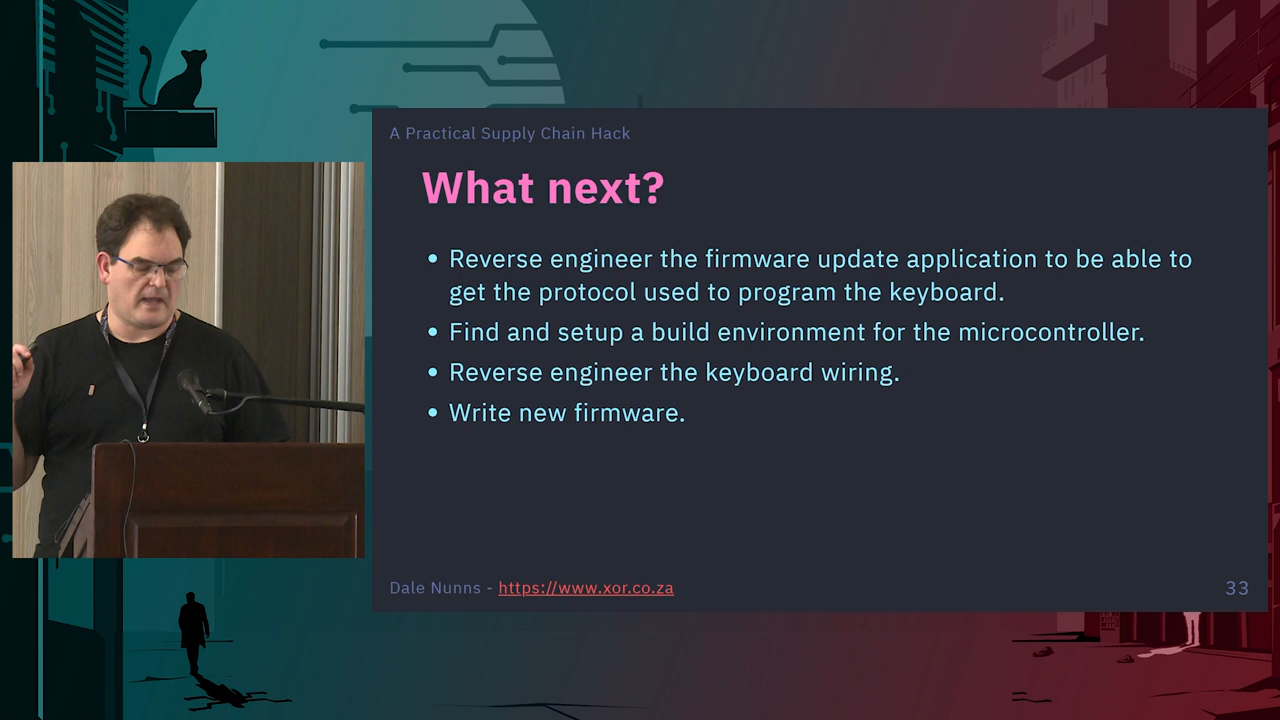 A Practical Supply Chain Hack
What next?
• Reverse engineer the firmware update application to be able to
get the protocol used to program the keyboard.
• Find and setup a build environment for the microcontroller.
• Reverse engineer the keyboard wiring.
• Write new firmware.
Dale Nunns - https://www.xor.co.za
33